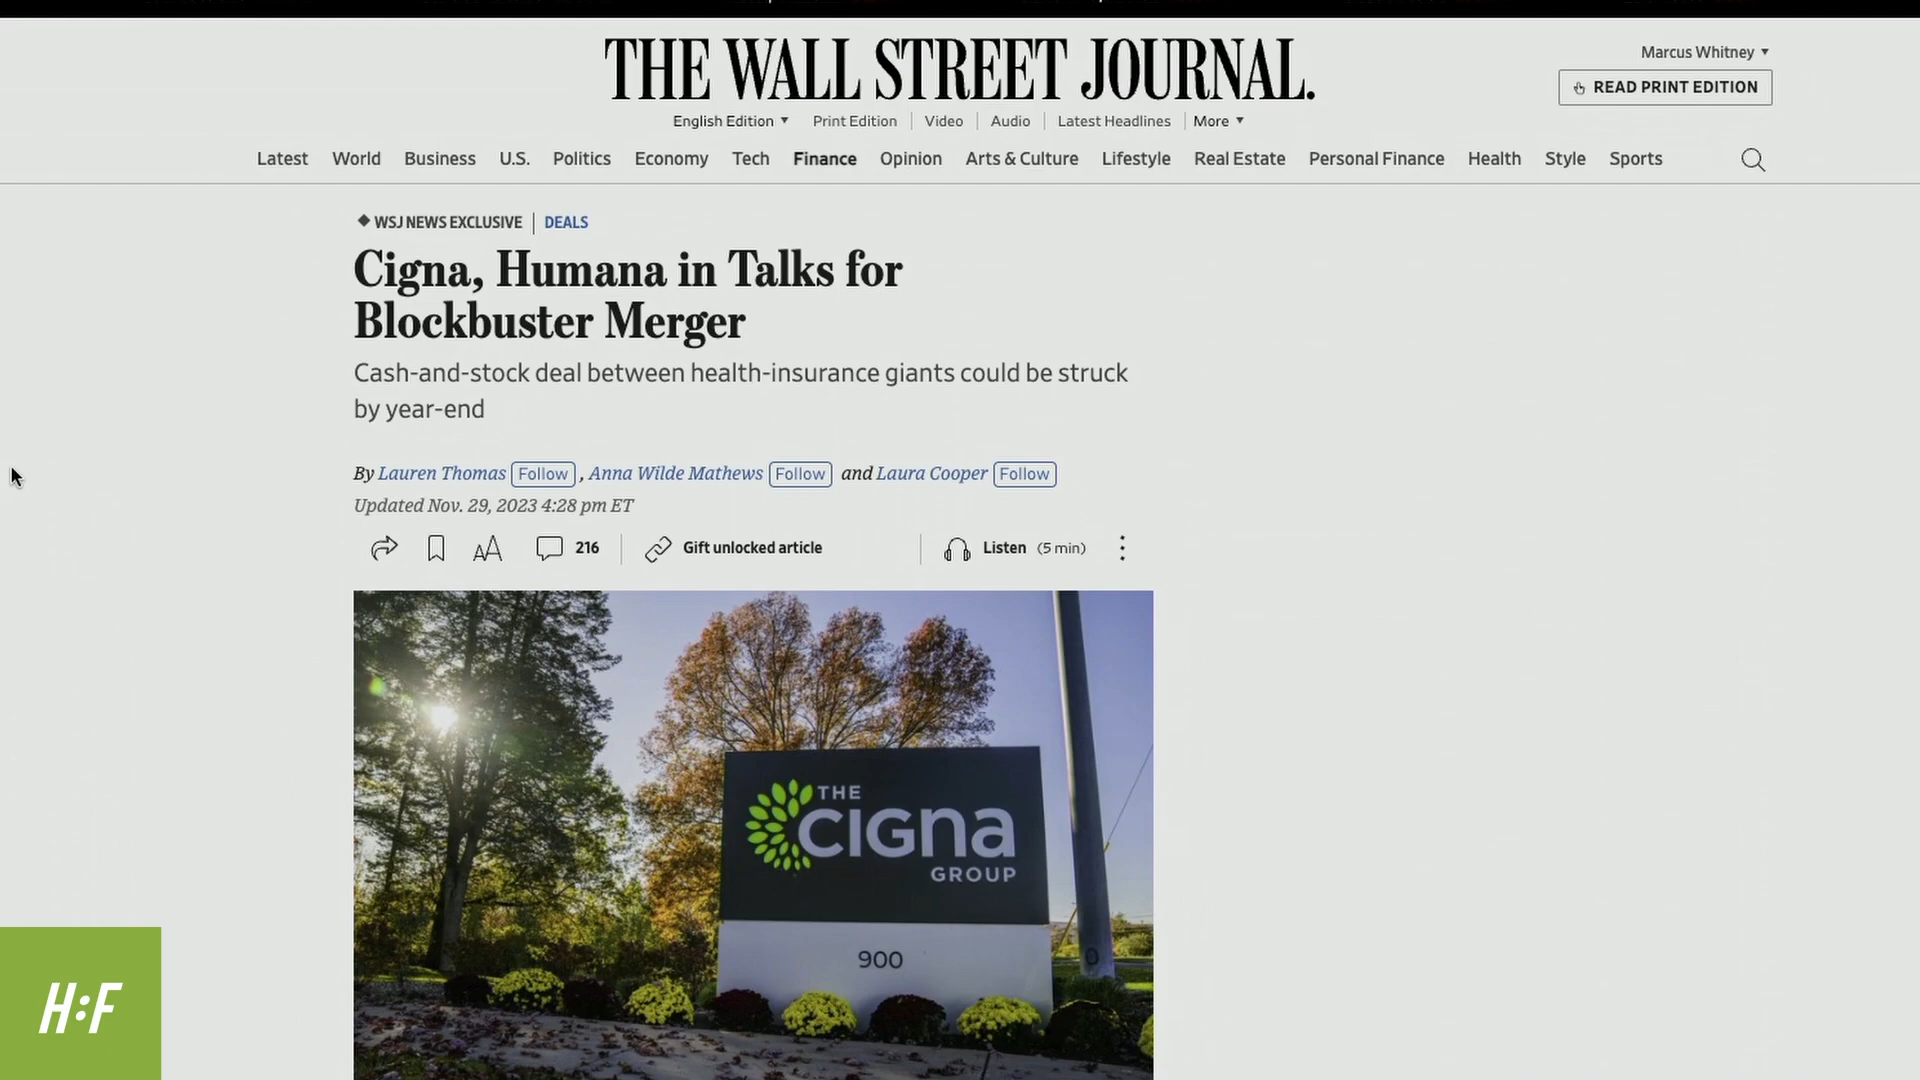 THE WALL STREET JOURNAL.
Marcus Whitney
READ PRINT EDITION
English Edition Print Edition Video Audio Latest Headlines More
Latest World Business U.S. Politics Economy Tech Finance Opinion Arts & Culture Lifestyle Real Estate Personal Finance Health Style Sports
WSJ NEWS EXCLUSIVE DEALS
Cigna, Humana in Talks for
Blockbuster Merger
Cash-and-stock deal between health-insurance giants could be struck
by year-end
By Lauren Thomas Follow , Anna Wilde Mathews Follow and Laura Cooper Follow
Updated Nov. 29, 2023 4:28 pm ET
AA 216 Gift unlocked article Listen (5 min)
THE
cigna
GROUP
900
H:F